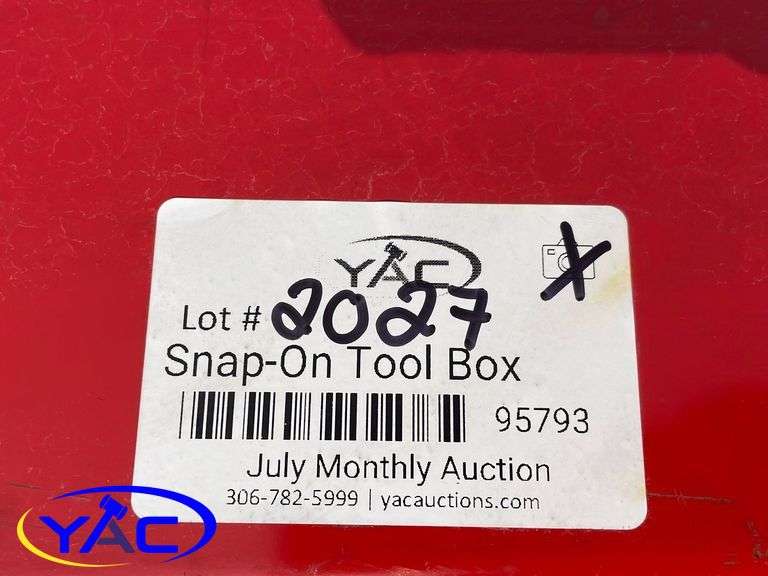 YAC
Lot # 2027
Snap-On Tool Box
95793
July Monthly Auction
306-782-5999 | yacauctions.com
YAC